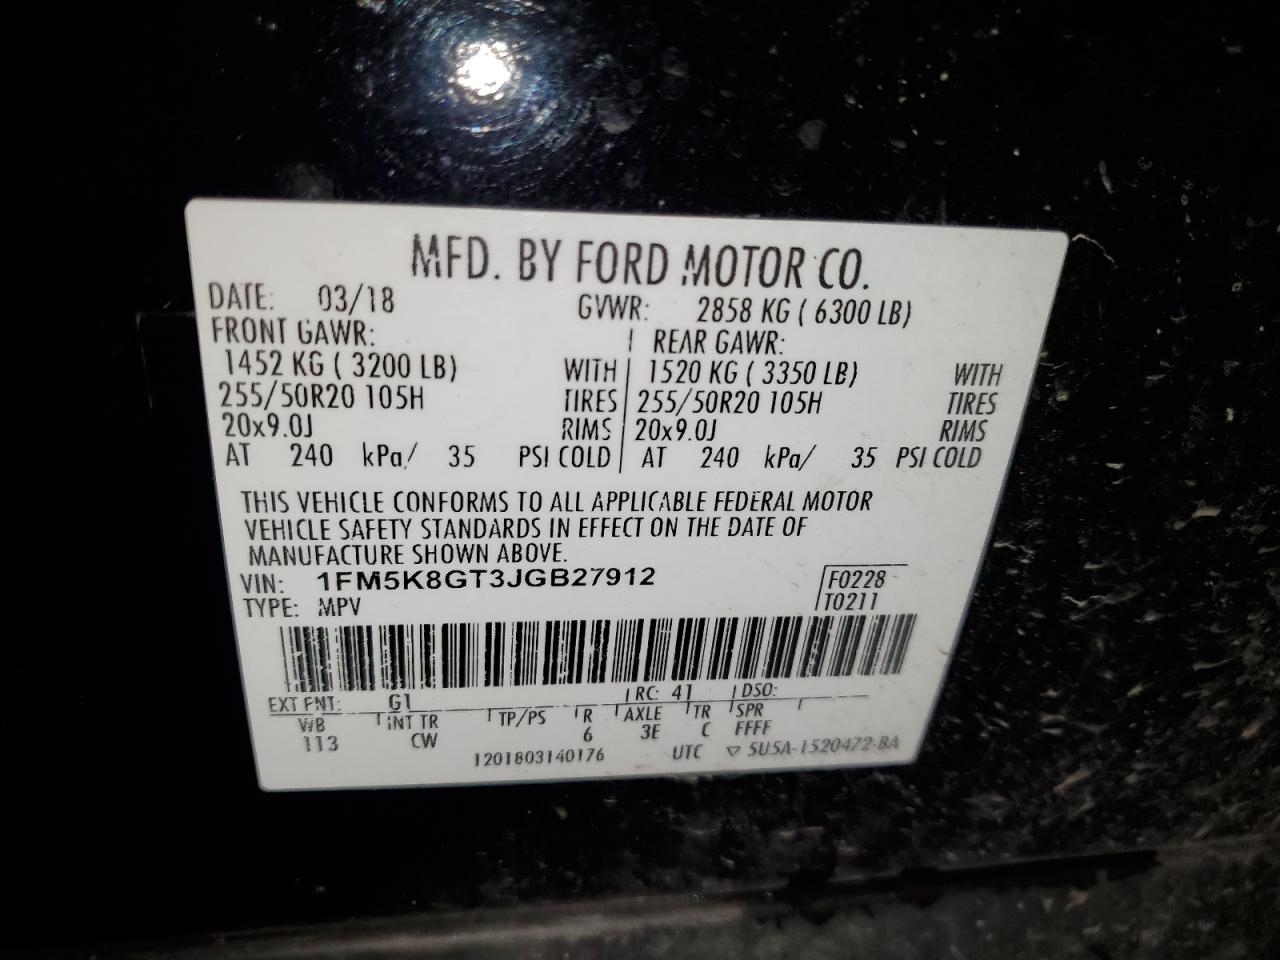 MFD. BY FORD MOTOR CO.
DATE: 03/18 GVWR: 2858 KG ( 6300 LB)
FRONT GAWR: REAR GAWR:
1452 KG ( 3200 LB) WITH 1520 KG ( 3350 LB) WITH
255/50R20 105H TIRES 255/50R20 105H TIRES
20x9.0J RIMS 20x9.0J RIMS
AT 240 kPa/ 35 PSI COLD AT 240 kPa/ 35 PSI COLD
THIS VEHICLE CONFORMS TO ALL APPLICABLE FEDERAL MOTOR
VEHICLE SAFETY STANDARDS IN EFFECT ON THE DATE OF
MANUFACTURE SHOWN ABOVE.
VIN: 1FM5K8GT3JGB27912 F0228
TYPE: MPV T0211
EXT PNT: G1 RC: 41 DSO:
WB INT TR TP/PS R AXLE TR SPR
113 CW 6 3E C FFFF
1201803140176 UTC ▽ 5U5A-1520472-BA